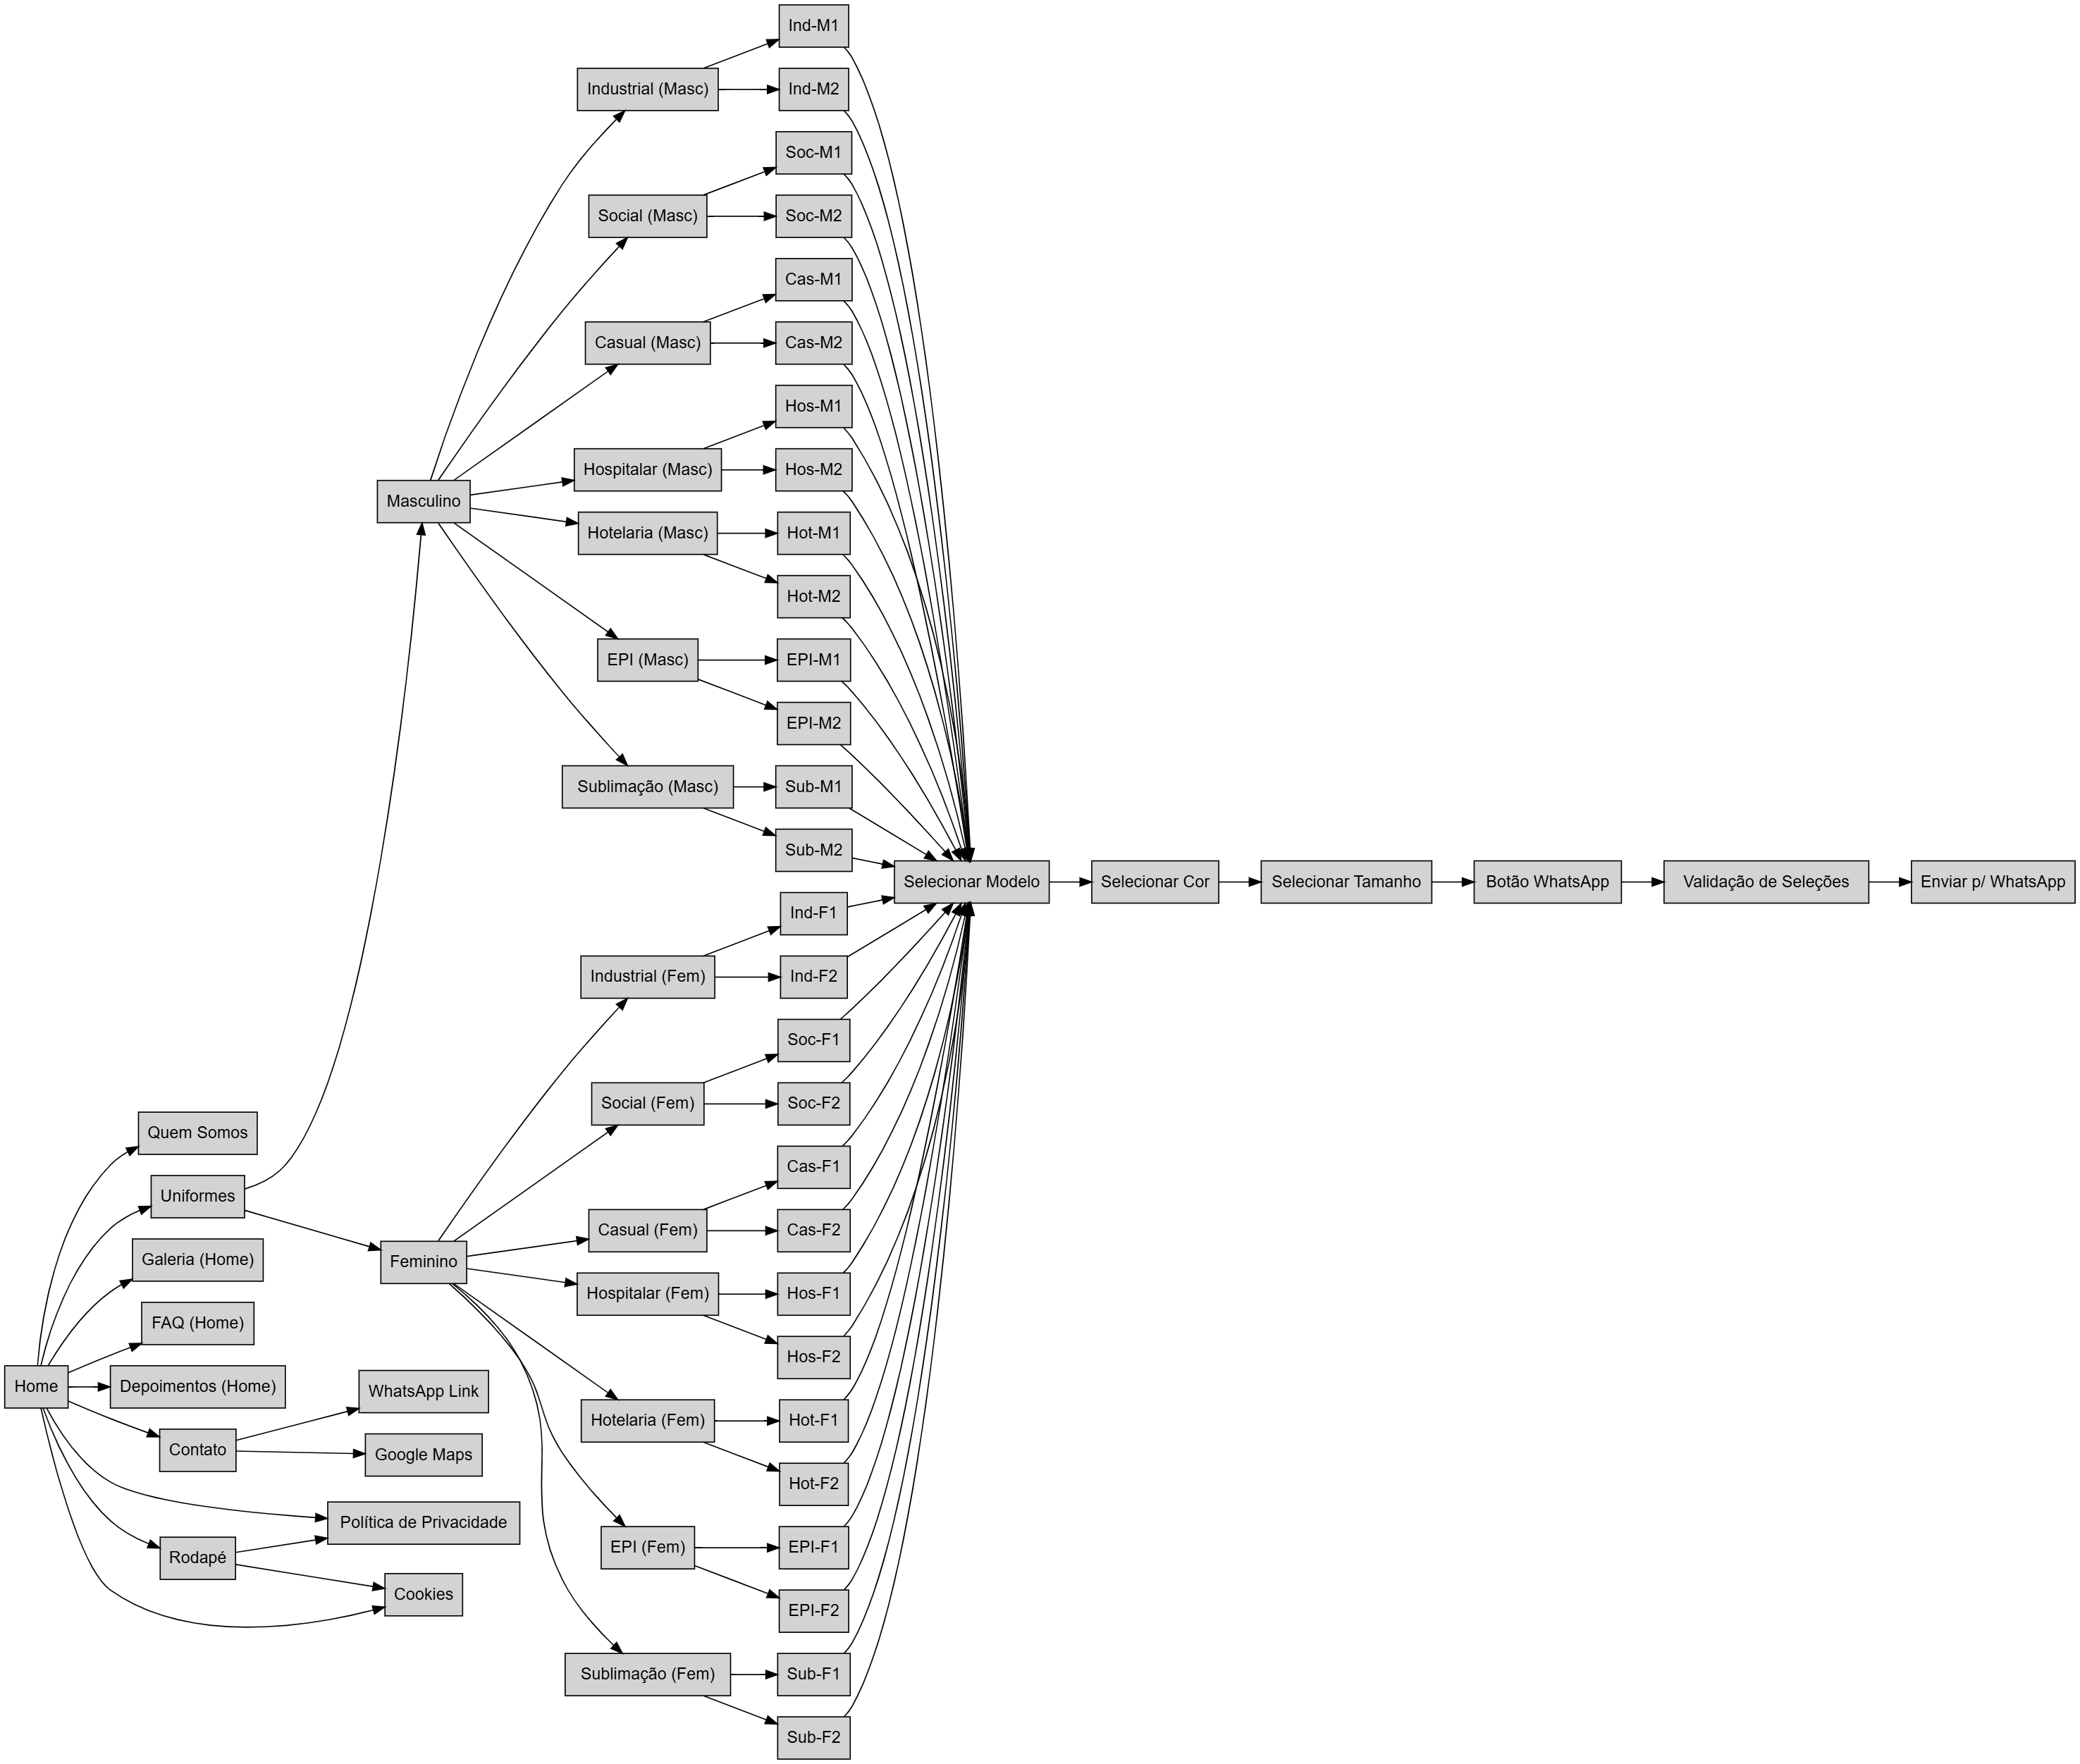 Home
Quem Somos
Uniformes
Galeria (Home)
FAQ (Home)
Depoimentos (Home)
Contato
Rodapé
WhatsApp Link
Google Maps
Política de Privacidade
Cookies
Masculino
Feminino
Industrial (Masc)
Social (Masc)
Casual (Masc)
Hospitalar (Masc)
Hotelaria (Masc)
EPI (Masc)
Sublimação (Masc)
Industrial (Fem)
Social (Fem)
Casual (Fem)
Hospitalar (Fem)
Hotelaria (Fem)
EPI (Fem)
Sublimação (Fem)
Ind-M1
Ind-M2
Soc-M1
Soc-M2
Cas-M1
Cas-M2
Hos-M1
Hos-M2
Hot-M1
Hot-M2
EPI-M1
EPI-M2
Sub-M1
Sub-M2
Ind-F1
Ind-F2
Soc-F1
Soc-F2
Cas-F1
Cas-F2
Hos-F1
Hos-F2
Hot-F1
Hot-F2
EPI-F1
EPI-F2
Sub-F1
Sub-F2
Selecionar Modelo
Selecionar Cor
Selecionar Tamanho
Botão WhatsApp
Validação de Seleções
Enviar p/ WhatsApp